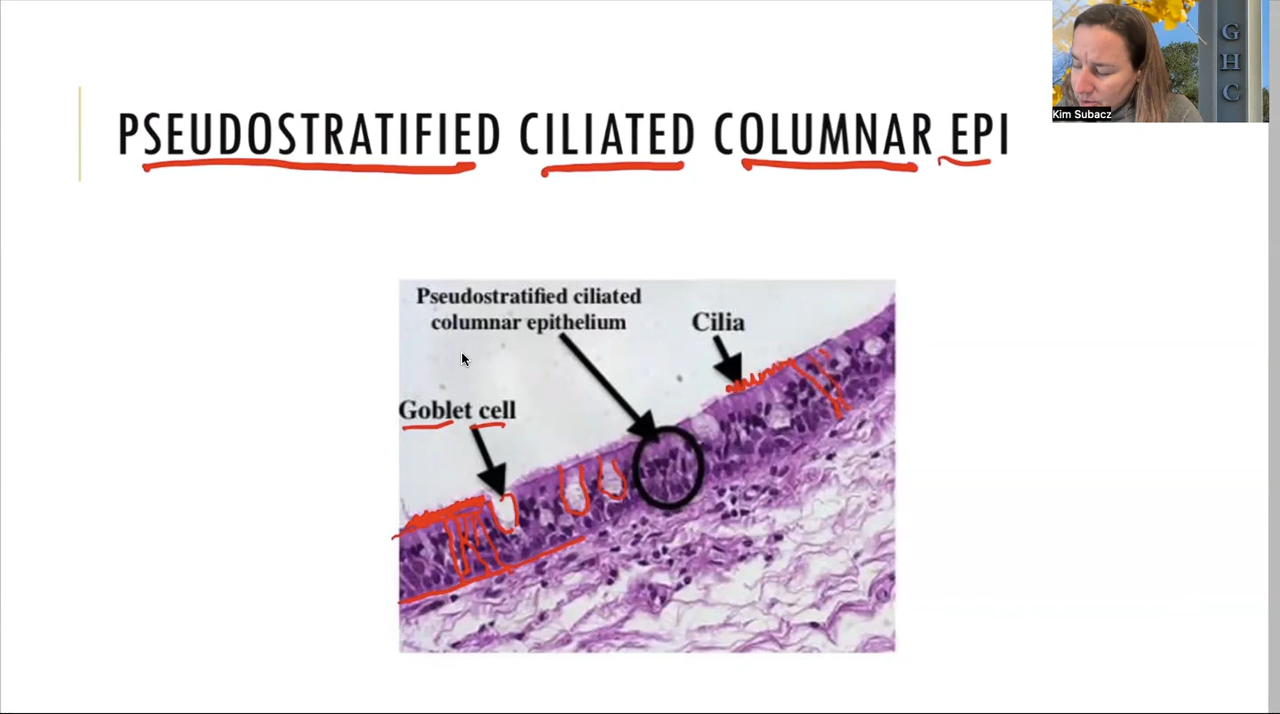 PSEUDOSTRATIFIED CILIATED COLUMNAR EPI
G
H
C
Kim Subacz
Pseudostratified ciliated
columnar epithelium
Cilia
Goblet cell